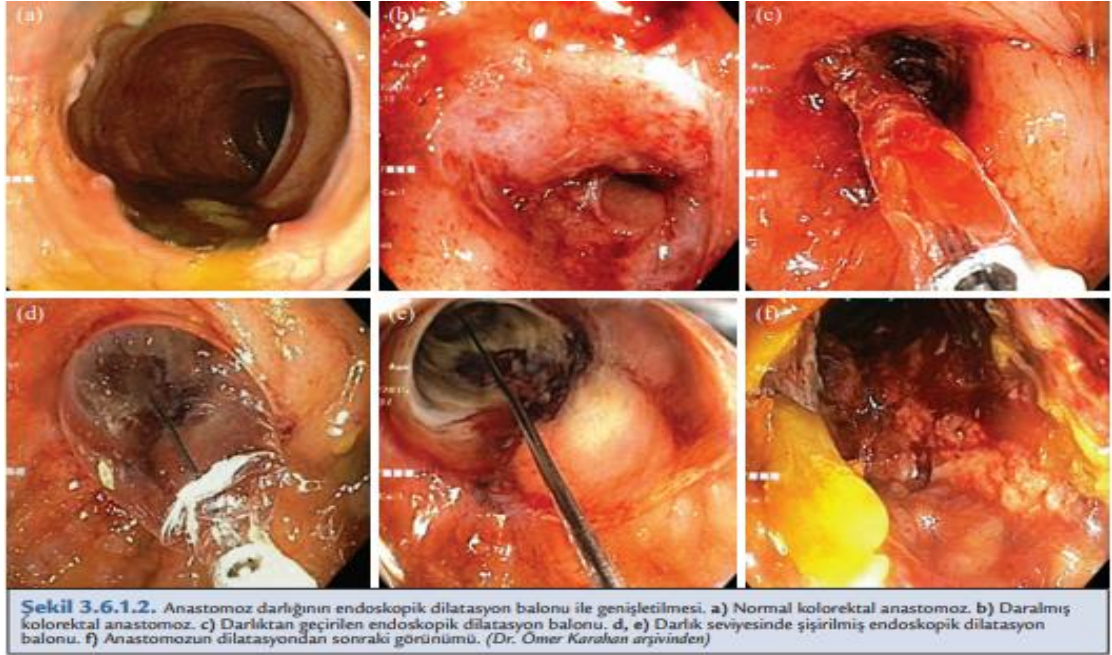 (a)
(b)
(c)
(d)
(e)
(f)
Şekil 3.6.1.2. Anastomoz darlığının endoskopik dilatasyon balonu ile genişletilmesi. a) Normal kolorektal anastomoz. b) Daralmış
kolorektal anastomoz. c) Darlıktan geçirilen endoskopik dilatasyon balonu. d, e) Darlık seviyesinde şişirilmiş endoskopik dilatasyon
balonu. f) Anastomozun dilatasyondan sonraki görünümü. (Dr. Ömer Karahan arşivinden)